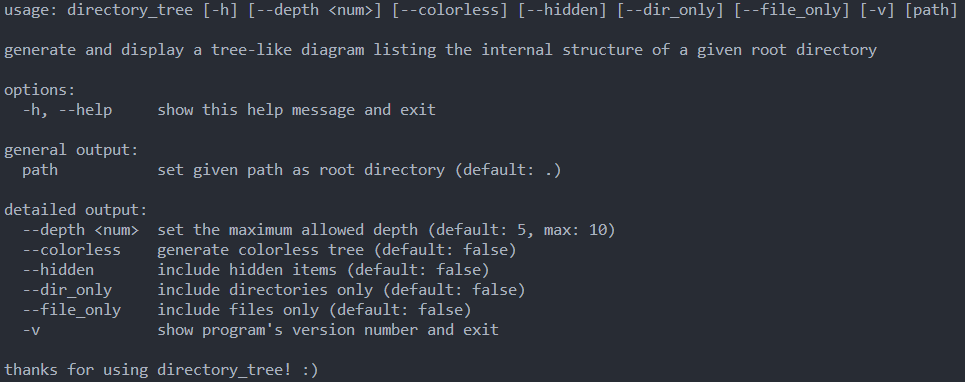 usage: directory_tree [-h] [--depth <num>] [--colorless] [--hidden] [--dir_only] [--file_only] [-v] [path]
generate and display a tree-like diagram listing the internal structure of a given root directory
options:
  -h, --help     show this help message and exit
general output:
  path           set given path as root directory (default: .)
detailed output:
  --depth <num>  set the maximum allowed depth (default: 5, max: 10)
  --colorless    generate colorless tree (default: false)
  --hidden       include hidden items (default: false)
  --dir_only     include directories only (default: false)
  --file_only    include files only (default: false)
  -v             show program's version number and exit
thanks for using directory_tree! :)